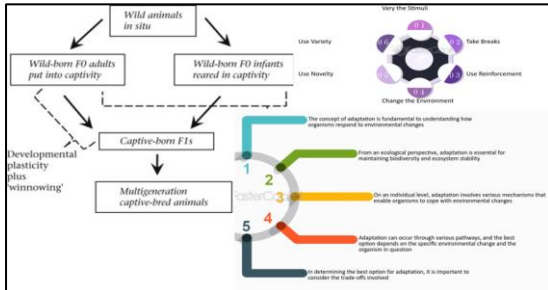 Wild animals
in situ
Wild-born F0 adults
put into captivity
Wild-born F0 infants
reared in captivity
Captive-born F1s
Developmental
plasticity
plus
'winnowing'
Multigeneration
captive-bred animals
Very the Stimuli
Use Variety
06
01
02
Take Breaks
Use Novelty
03
Use Reinforcement
04
Change the Environment
1
The concept of adaptation is fundamental to understanding how
organisms respond to environmental changes
2
From an ecological perspective, adaptation is essential for
maintaining biodiversity and ecosystem stability
3
On an individual level, adaptation involves various mechanisms that
enable organisms to cope with environmental changes
4
Adaptation can occur through various pathways, and the best
option depends on the specific environmental change and the
organism in question
5
In determining the best option for adaptation, it is important to
consider the trade-offs involved